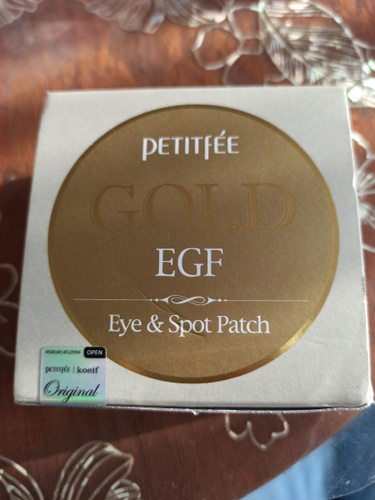 PETITFÉE
GOLD
EGF
Eye & Spot Patch
OPEN
PETITFÉE | koelf
Original